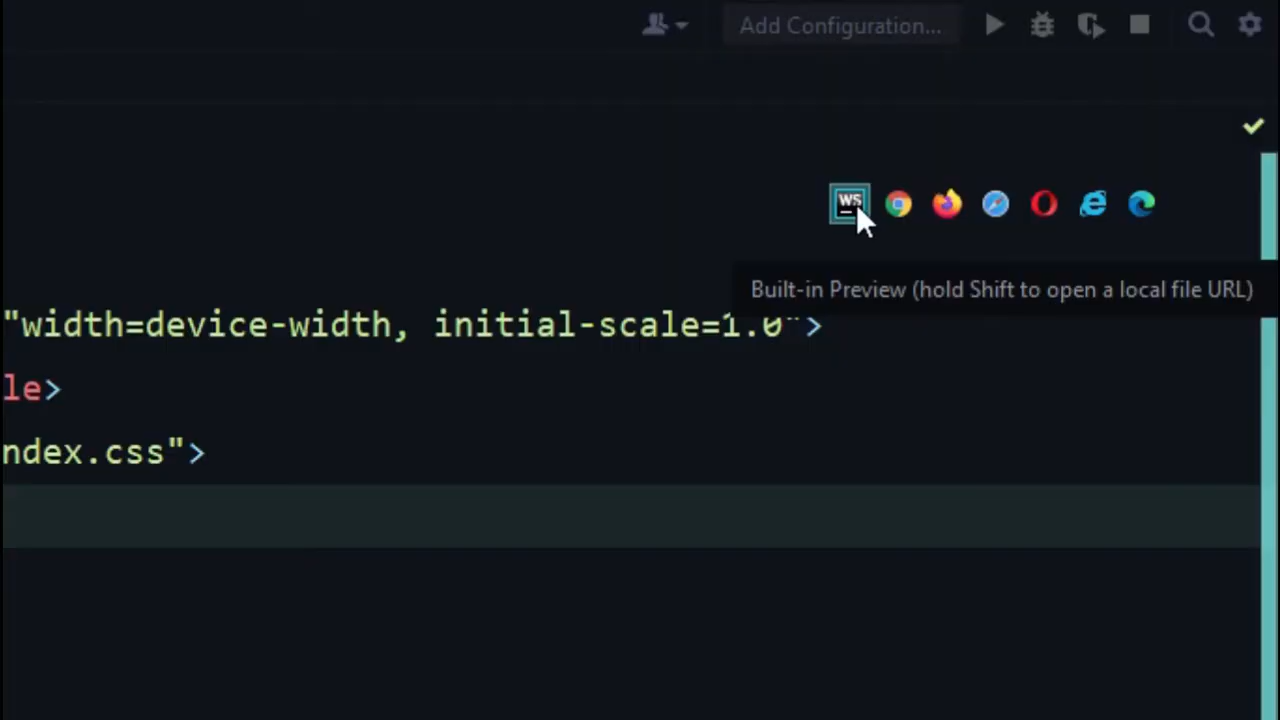 Add Configuration...
WS
Built-in Preview (hold Shift to open a local file URL)
"width=device-width, initial-scale=1.0">
le>
ndex.css">